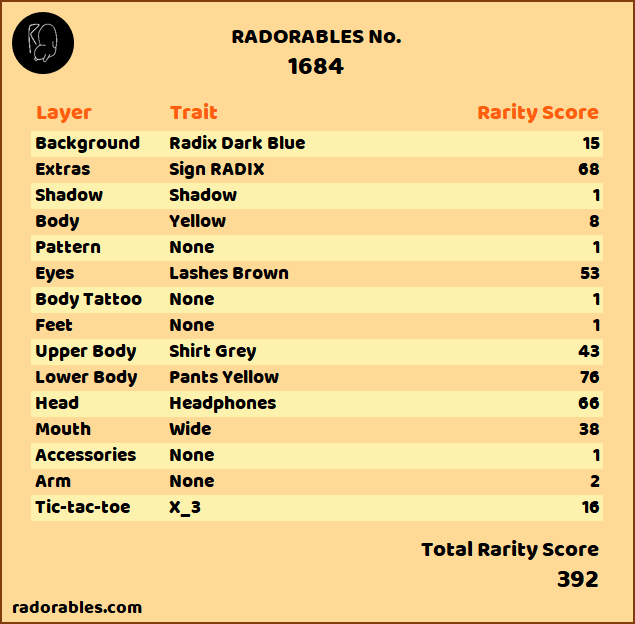 RADORABLES No.
1684
Layer Trait Rarity Score
Background Radix Dark Blue 15
Extras Sign RADIX 68
Shadow Shadow 1
Body Yellow 8
Pattern None 1
Eyes Lashes Brown 53
Body Tattoo None 1
Feet None 1
Upper Body Shirt Grey 43
Lower Body Pants Yellow 76
Head Headphones 66
Mouth Wide 38
Accessories None 1
Arm None 2
Tic-tac-toe X_3 16
Total Rarity Score
392
radorables.com